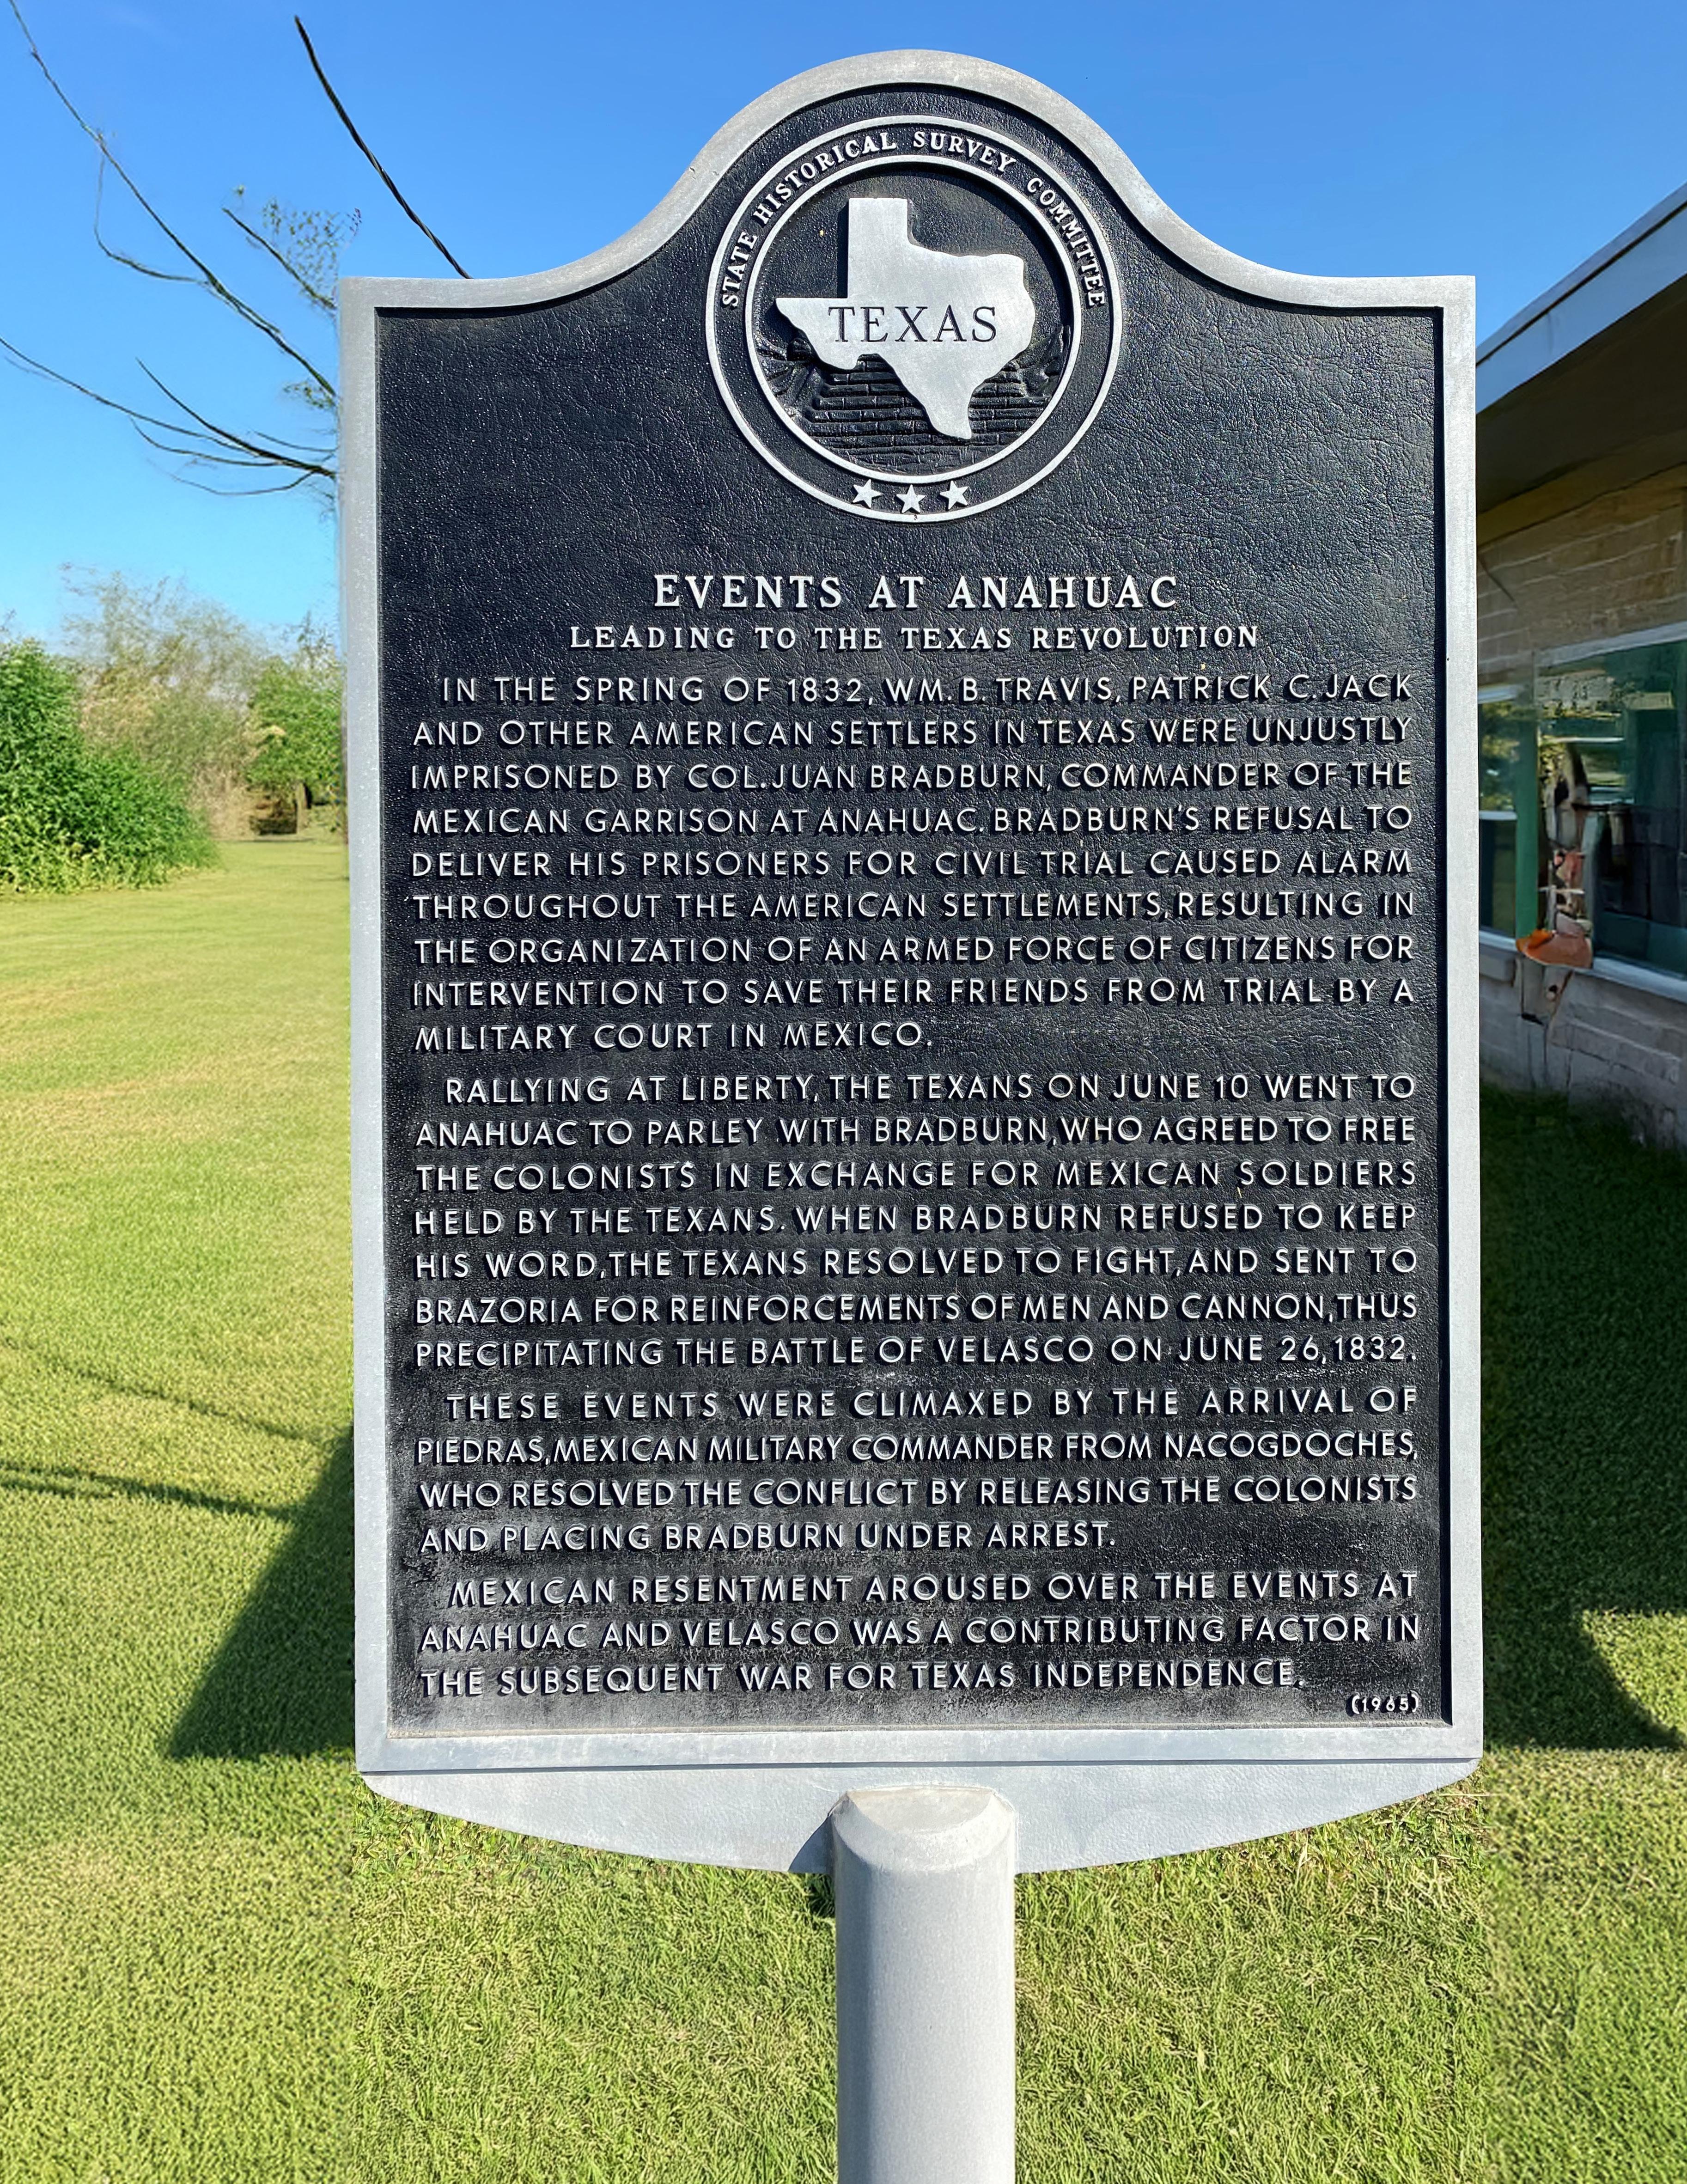 STATE HISTORICAL SURVEY COMMITTEE
TEXAS
EVENTS AT ANAHUAC
LEADING TO THE TEXAS REVOLUTION
IN THE SPRING OF 1832, WM. B. TRAVIS, PATRICK C. JACK
AND OTHER AMERICAN SETTLERS IN TEXAS WERE UNJUSTLY
IMPRISONED BY COL. JUAN BRADBURN, COMMANDER OF THE
MEXICAN GARRISON AT ANAHUAC. BRADBURN'S REFUSAL TO
DELIVER HIS PRISONERS FOR CIVIL TRIAL CAUSED ALARM
THROUGHOUT THE AMERICAN SETTLEMENTS, RESULTING IN
THE ORGANIZATION OF AN ARMED FORCE OF CITIZENS FOR
INTERVENTION TO SAVE THEIR FRIENDS FROM TRIAL BY A
MILITARY COURT IN MEXICO.
RALLYING AT LIBERTY, THE TEXANS ON JUNE 10 WENT TO
ANAHUAC TO PARLEY WITH BRADBURN, WHO AGREED TO FREE
THE COLONISTS IN EXCHANGE FOR MEXICAN SOLDIERS
HELD BY THE TEXANS. WHEN BRADBURN REFUSED TO KEEP
HIS WORD, THE TEXANS RESOLVED TO FIGHT, AND SENT TO
BRAZORIA FOR REINFORCEMENTS OF MEN AND CANNON, THUS
PRECIPITATING THE BATTLE OF VELASCO ON JUNE 26, 1832.
THESE EVENTS WERE CLIMAXED BY THE ARRIVAL OF
PIEDRAS, MEXICAN MILITARY COMMANDER FROM NACOGDOCHES,
WHO RESOLVED THE CONFLICT BY RELEASING THE COLONISTS
AND PLACING BRADBURN UNDER ARREST.
MEXICAN RESENTMENT AROUSED OVER THE EVENTS AT
ANAHUAC AND VELASCO WAS A CONTRIBUTING FACTOR IN
THE SUBSEQUENT WAR FOR TEXAS INDEPENDENCE.
(1965)